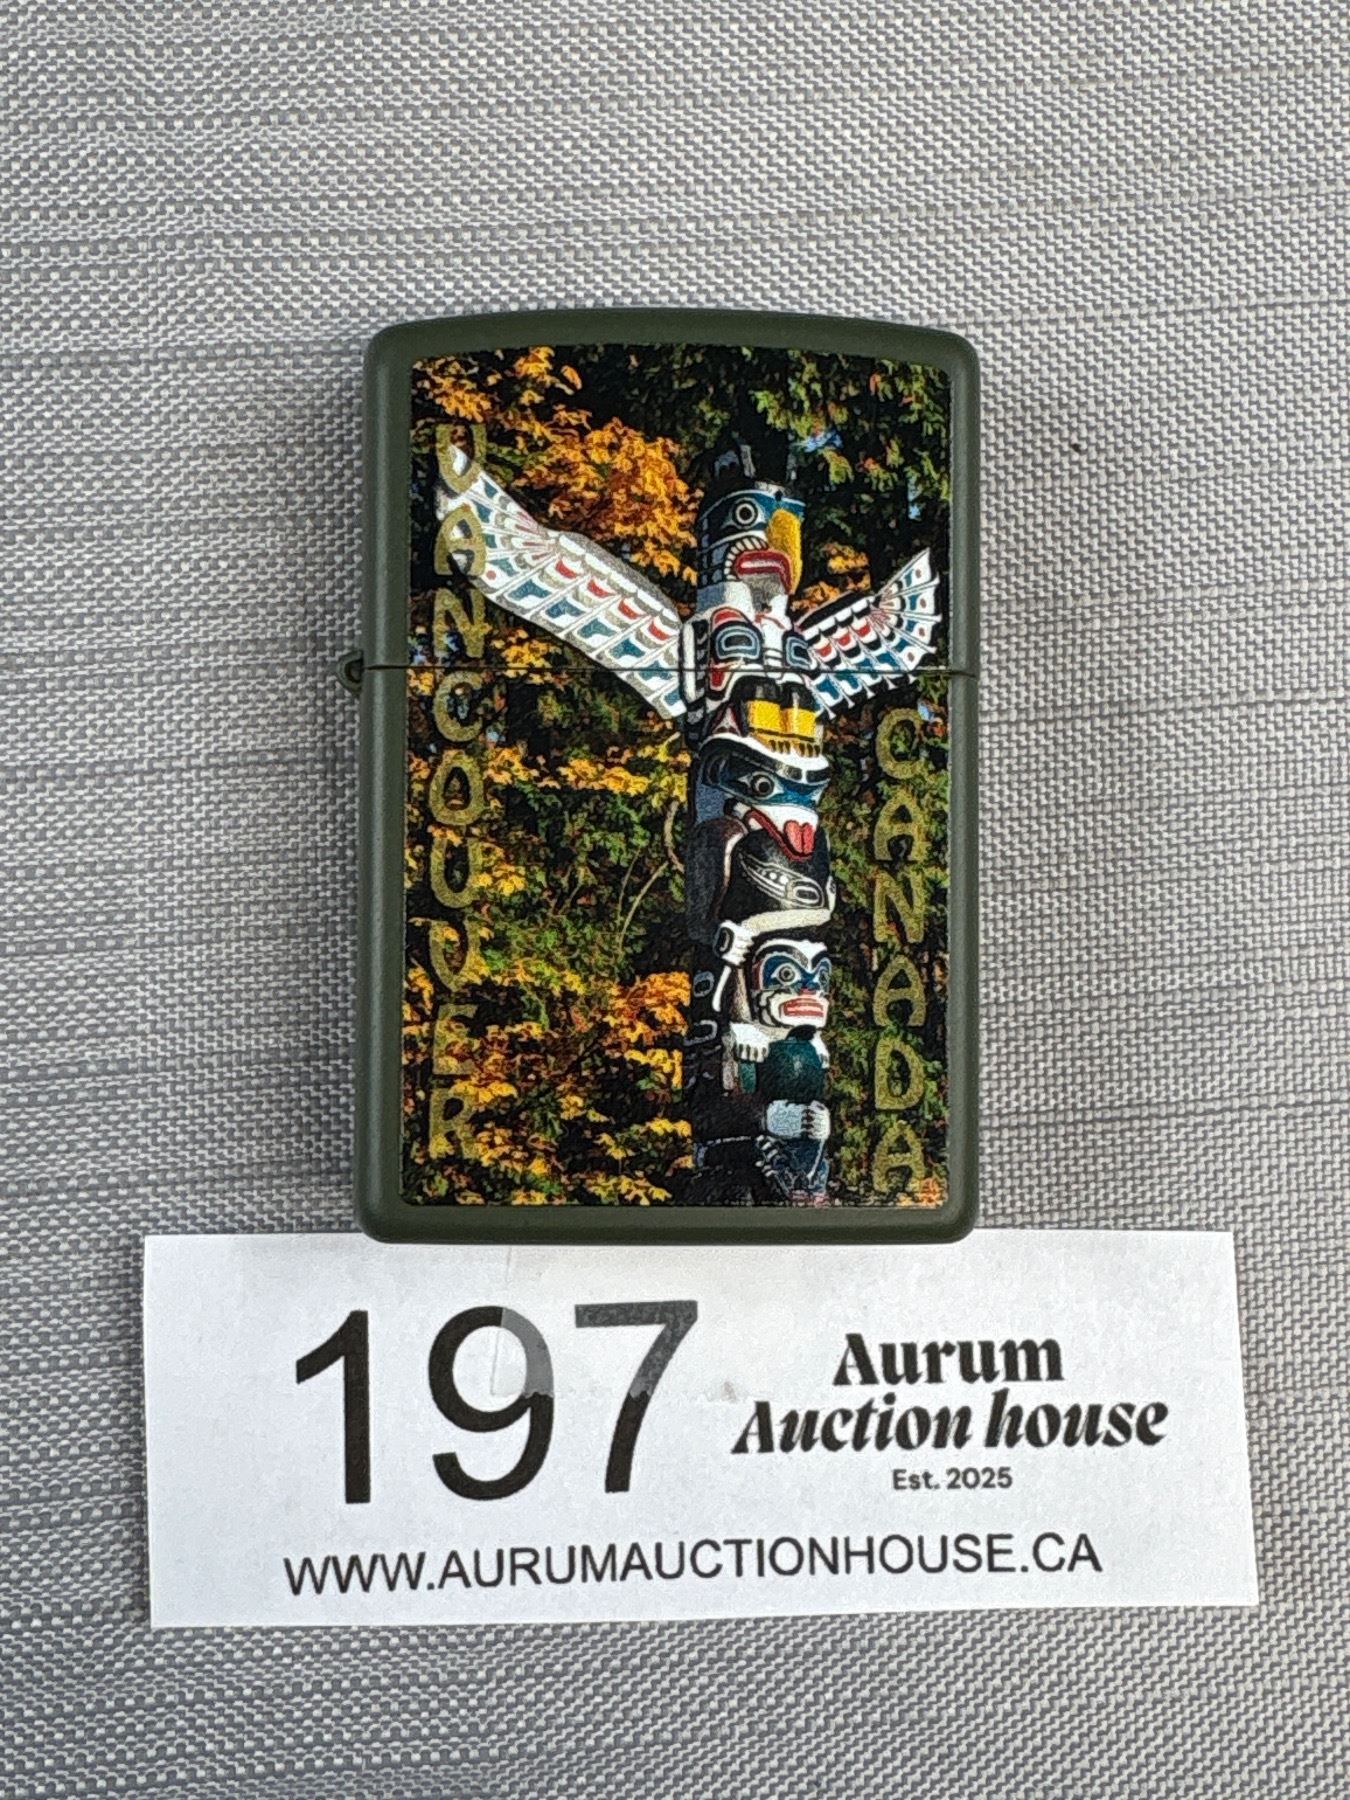 VANCOUVER
CANADA
197
Aurum
Auction house
Est. 2025
WWW.AURUMAUCTIONHOUSE.CA